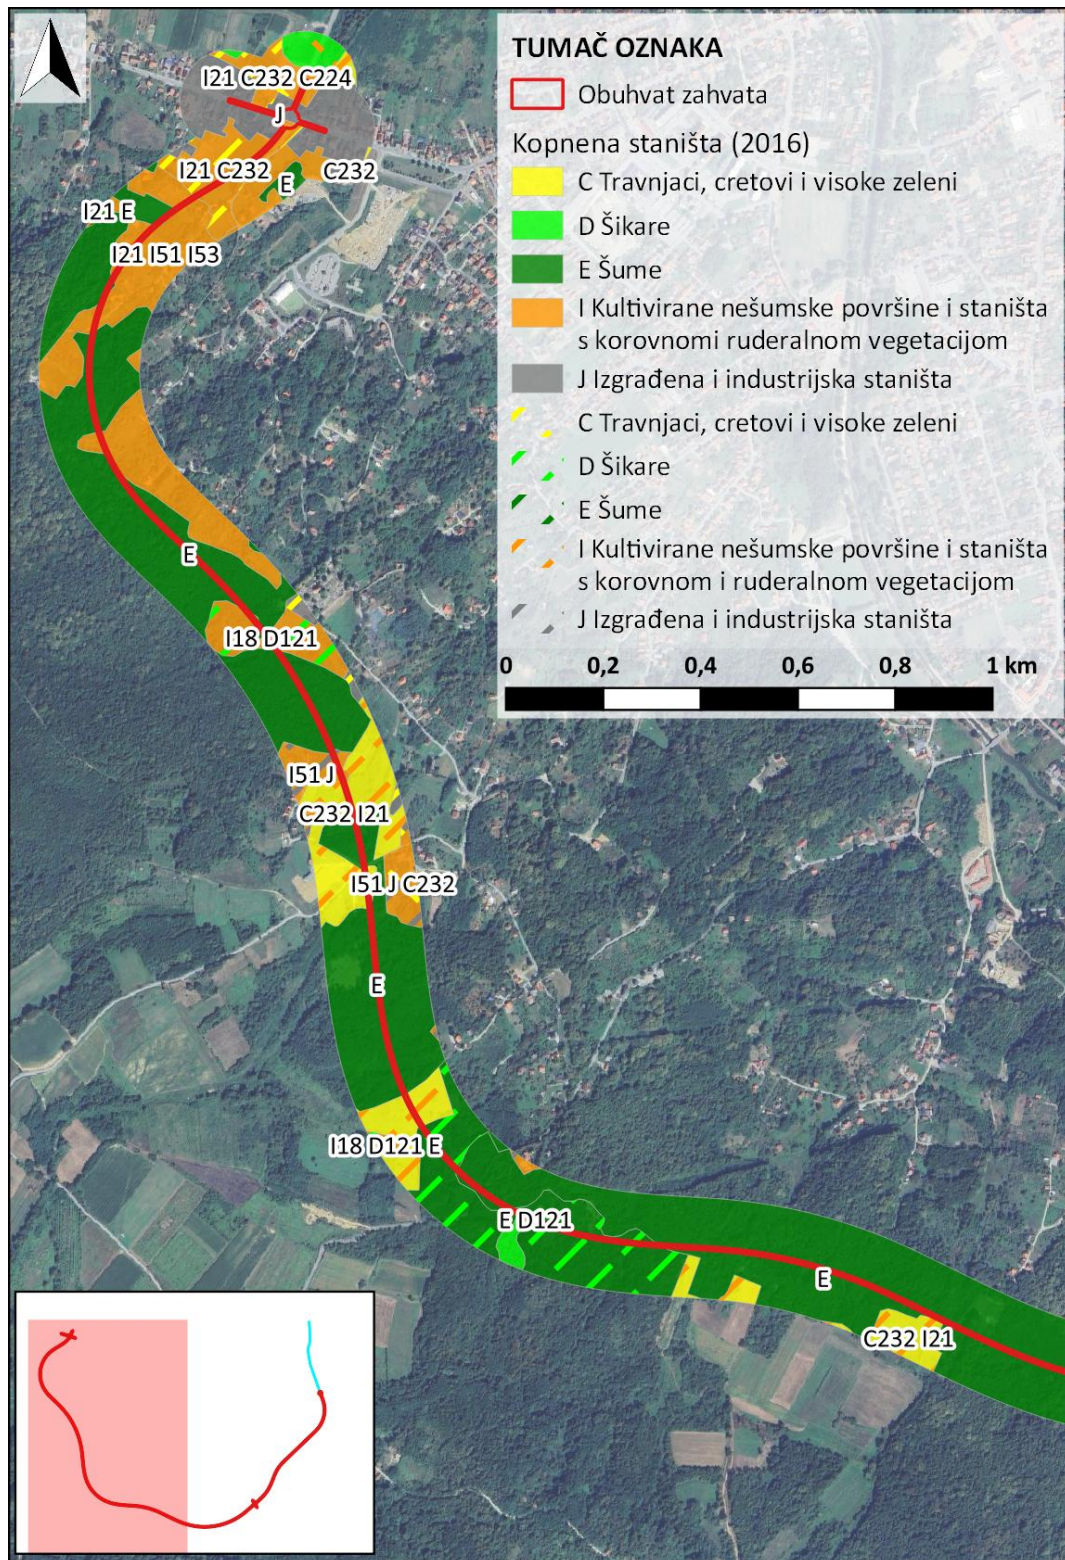 TUMAČ OZNAKA
Obuhvat zahvata
Kopnena staništa (2016)
C Travnjaci, cretovi i visoke zeleni
D Šikare
E Šume
I Kultivirane nešumske površine i staništa
s korovnomi ruderalnom vegetacijom
J Izgrađena i industrijska staništa
C Travnjaci, cretovi i visoke zeleni
D Šikare
E Šume
I Kultivirane nešumske površine i staništa
s korovnom i ruderalnom vegetacijom
J Izgrađena i industrijska staništa
0 0,2 0,4 0,6 0,8 1 km
I21 C232 C224
J
I21 C232
C232
E
I21 E
I21 I51 I53
E
I18 D121
I51 J
C232 I21
I51 J C232
E
I18 D121 E
E D121
E
C232 I21